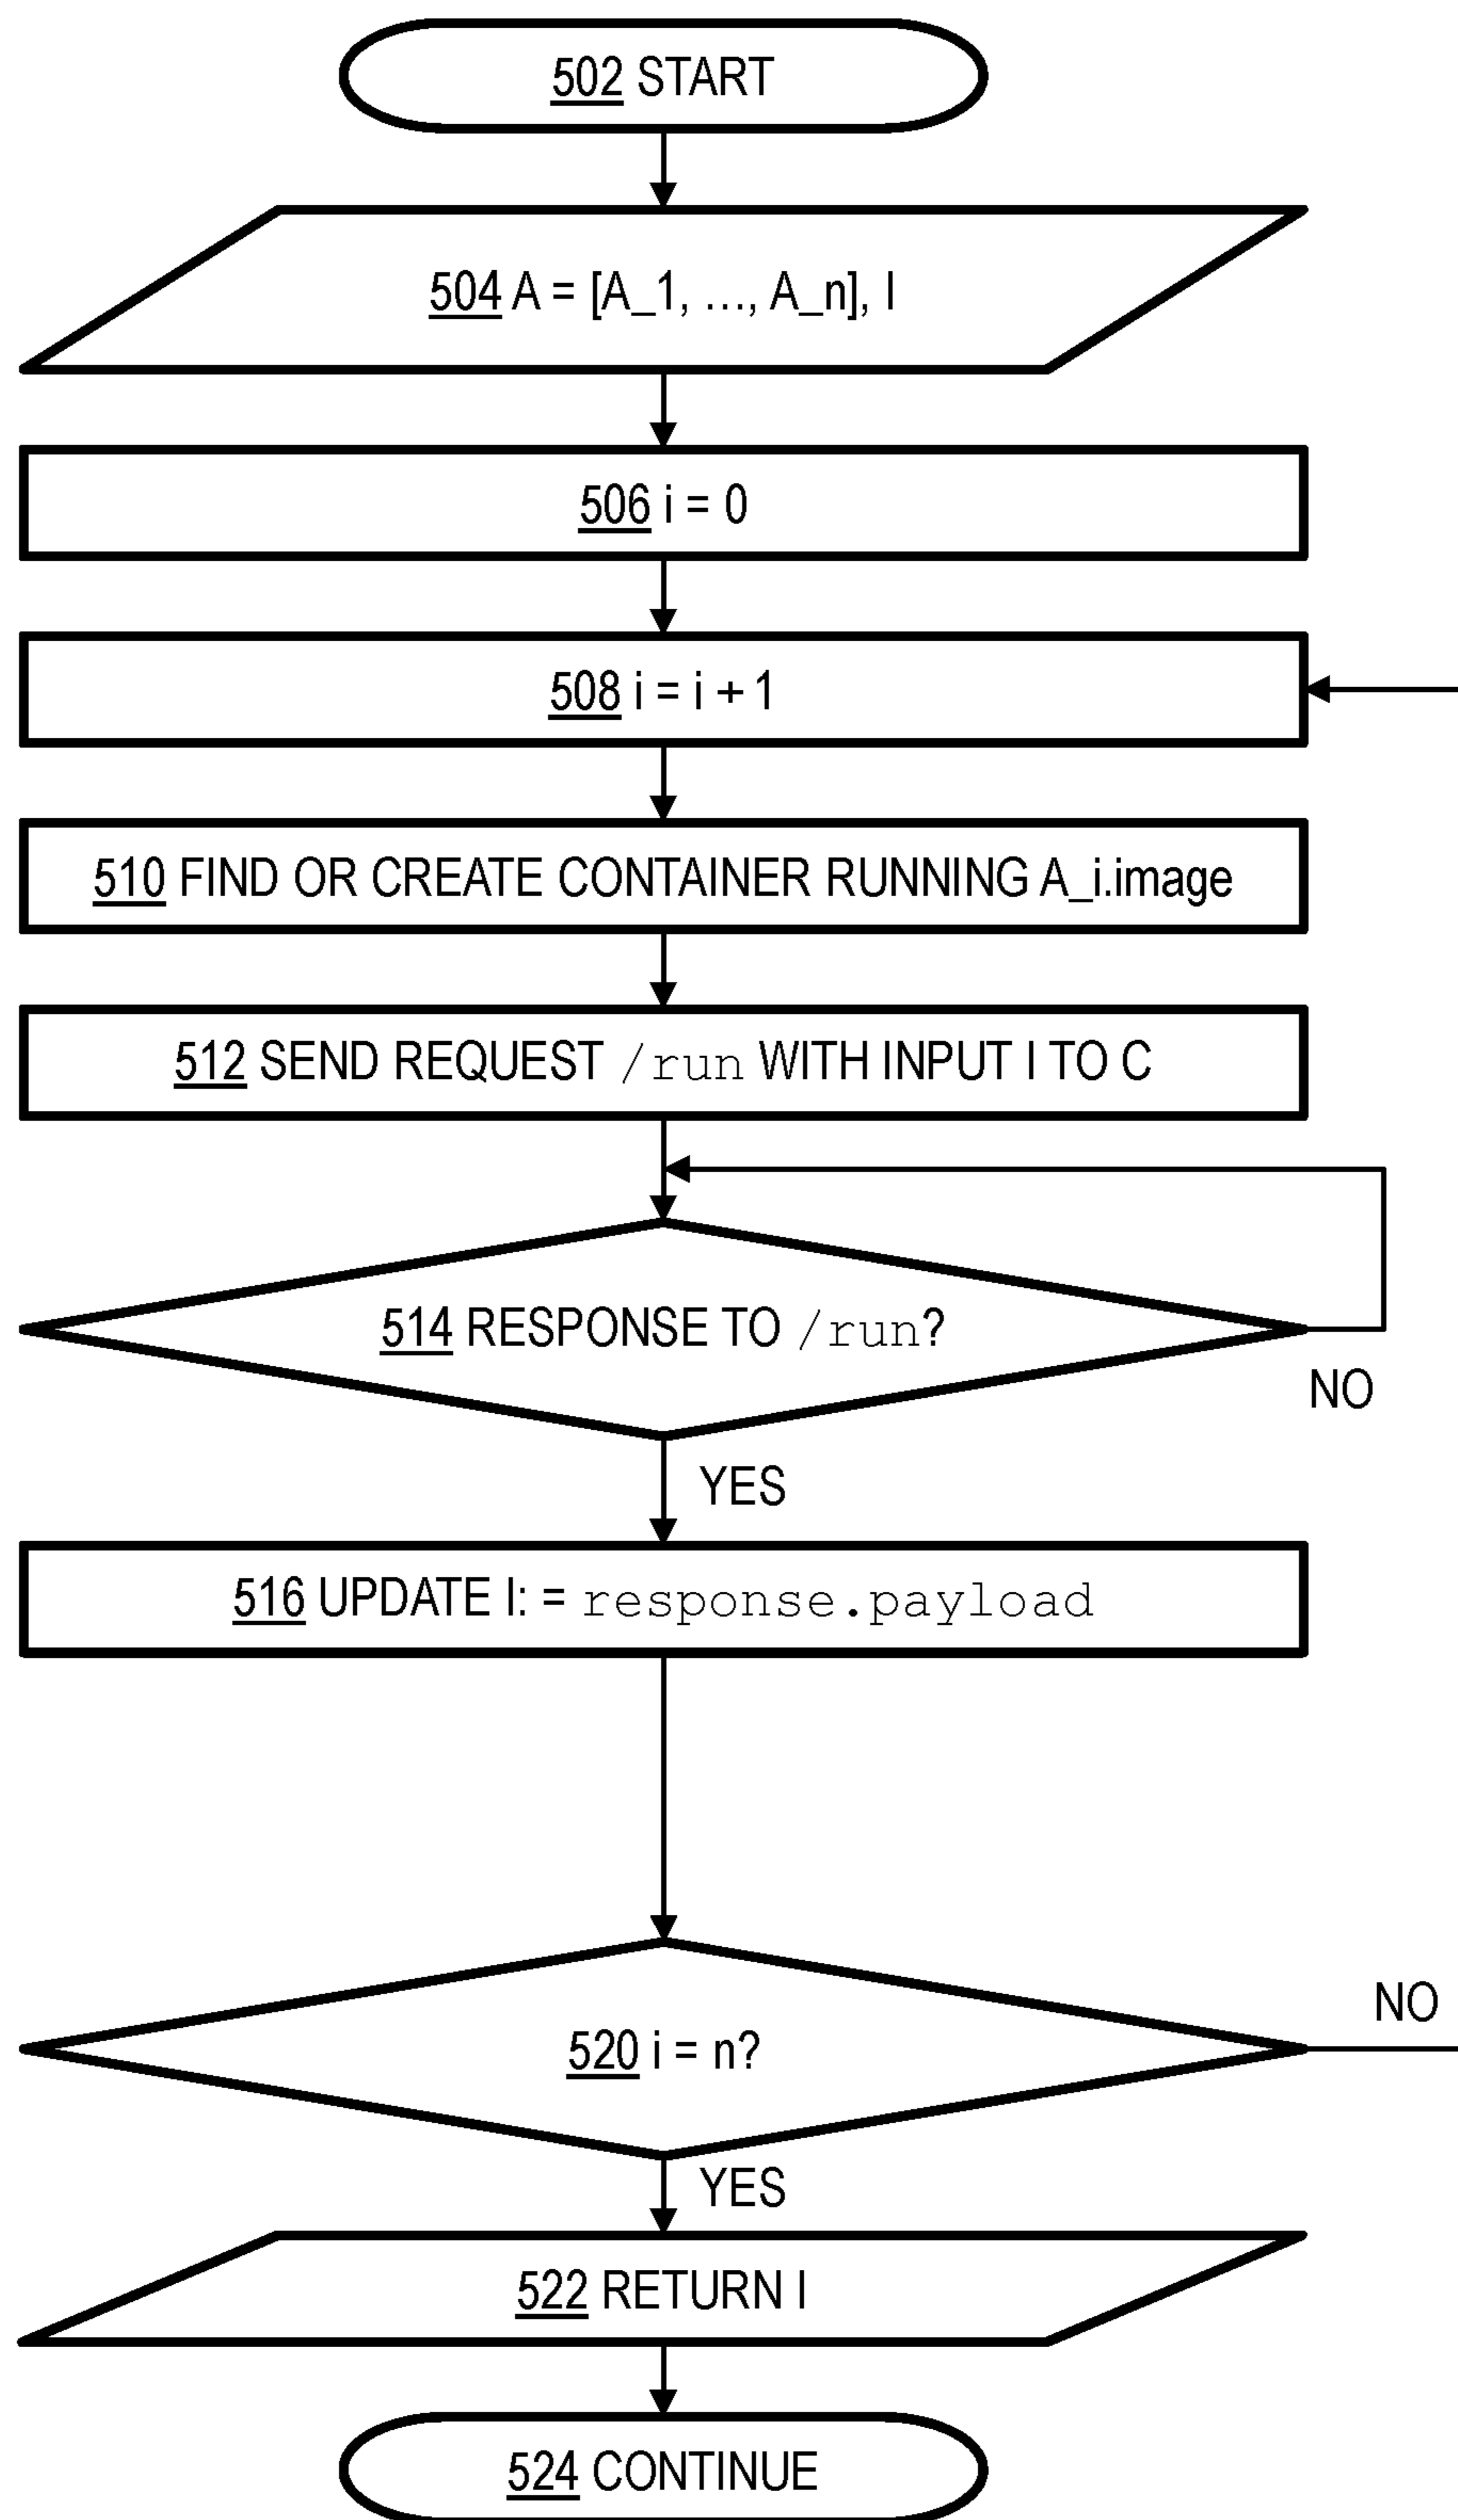 502 START
504 A = [A_1, ..., A_n], I
506 i = 0
508 i = i + 1
510 FIND OR CREATE CONTAINER RUNNING A_i.image
512 SEND REQUEST /run WITH INPUT I TO C
514 RESPONSE TO /run?
NO
YES
516 UPDATE I: = response.payload
NO
520 i = n?
YES
522 RETURN I
524 CONTINUE